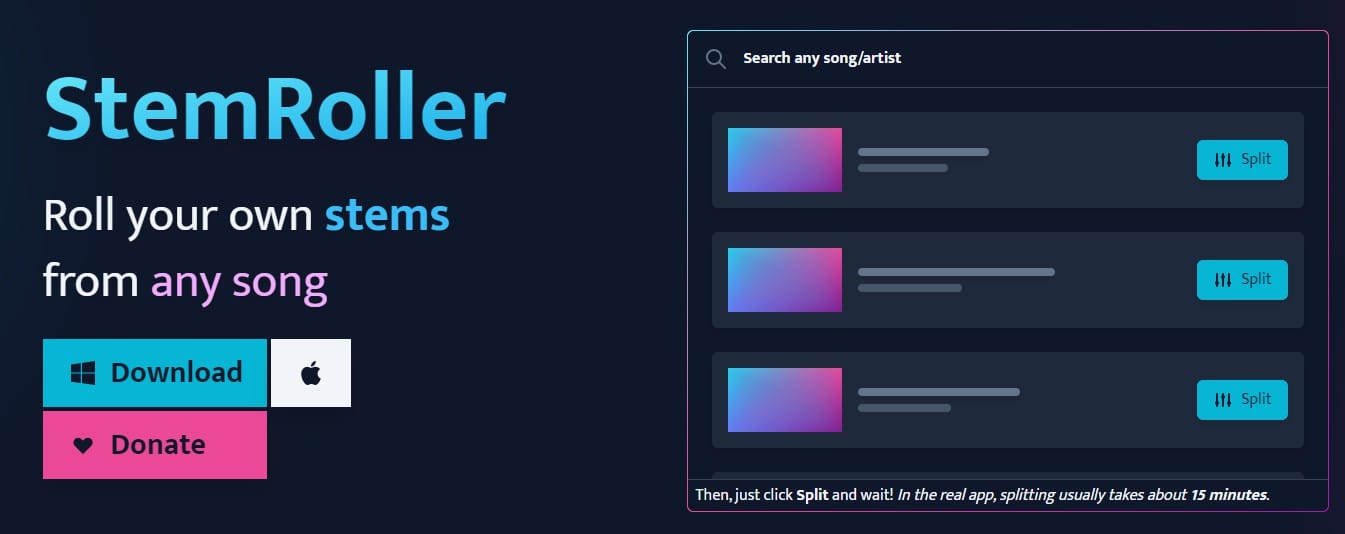 StemRoller
Roll your own stems
from any song
Download
Donate
Search any song/artist
Split
Split
Split
Then, just click Split and wait! In the real app, splitting usually takes about 15 minutes.